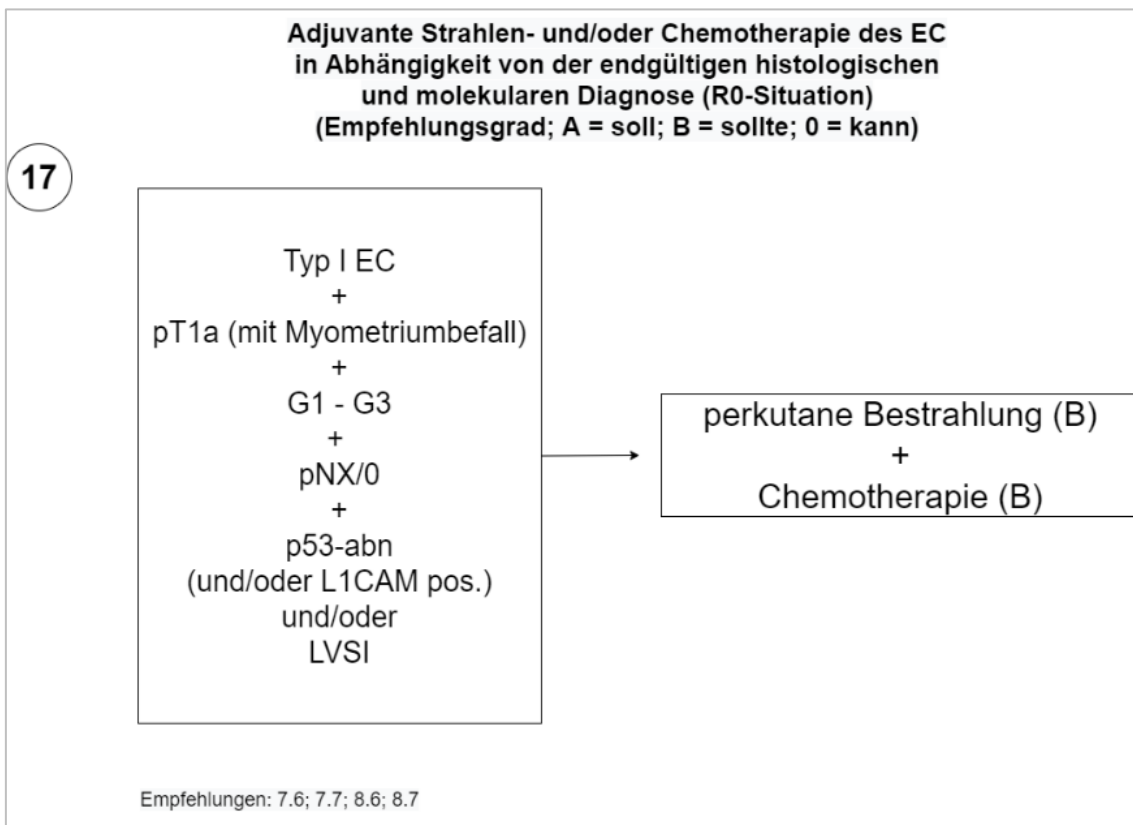 Adjuvante Strahlen- und/oder Chemotherapie des EC
in Abhängigkeit von der endgültigen histologischen
und molekularen Diagnose (R0-Situation)
(Empfehlungsgrad; A = soll; B = sollte; 0 = kann)
17
Typ I EC
+
pT1a (mit Myometriumbefall)
+
G1 - G3
+
pNX/0
+
p53-abn
(und/oder L1CAM pos.)
und/oder
LVSI
perkutane Bestrahlung (B)
+
Chemotherapie (B)
Empfehlungen: 7.6; 7.7; 8.6; 8.7